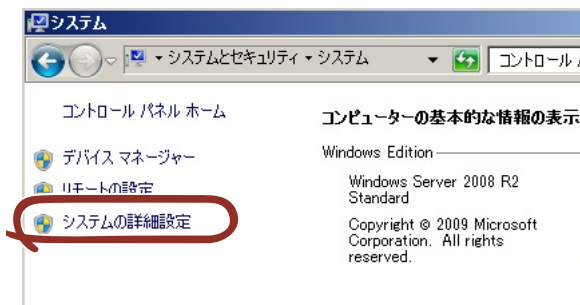 システム
システムとセキュリティ システム コントロール
コントロール パネル ホーム
コンピューターの基本的な情報の表示
デバイス マネージャー
Windows Edition
リモートの設定
Windows Server 2008 R2
Standard
システムの詳細設定
Copyright © 2009 Microsoft
Corporation. All rights
reserved.